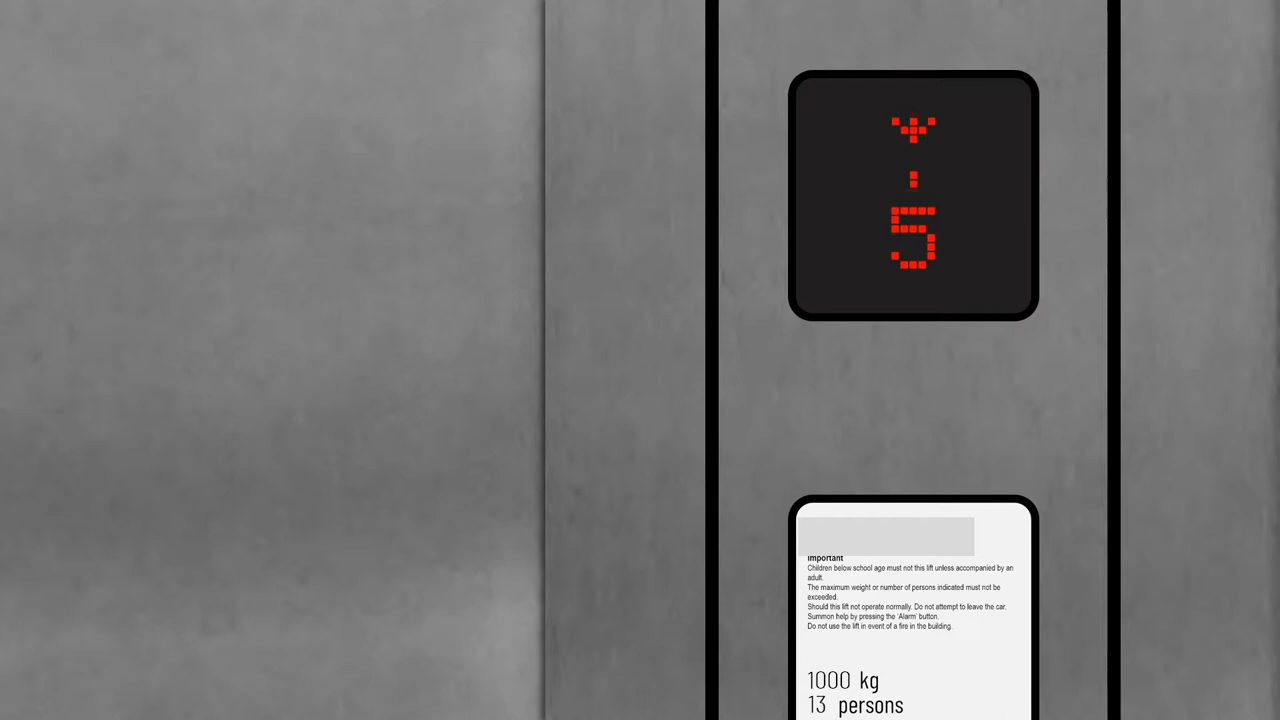 5
Important
Children below school age must not this lift unless accompanied by an
adult.
The maximum weight or number of persons indicated must not be
exceeded.
Should this lift not operate normally. Do not attempt to leave the car.
Summon help by pressing the 'Alarm' button.
Do not use the lift in event of a fire in the building.
1000 kg
13 persons